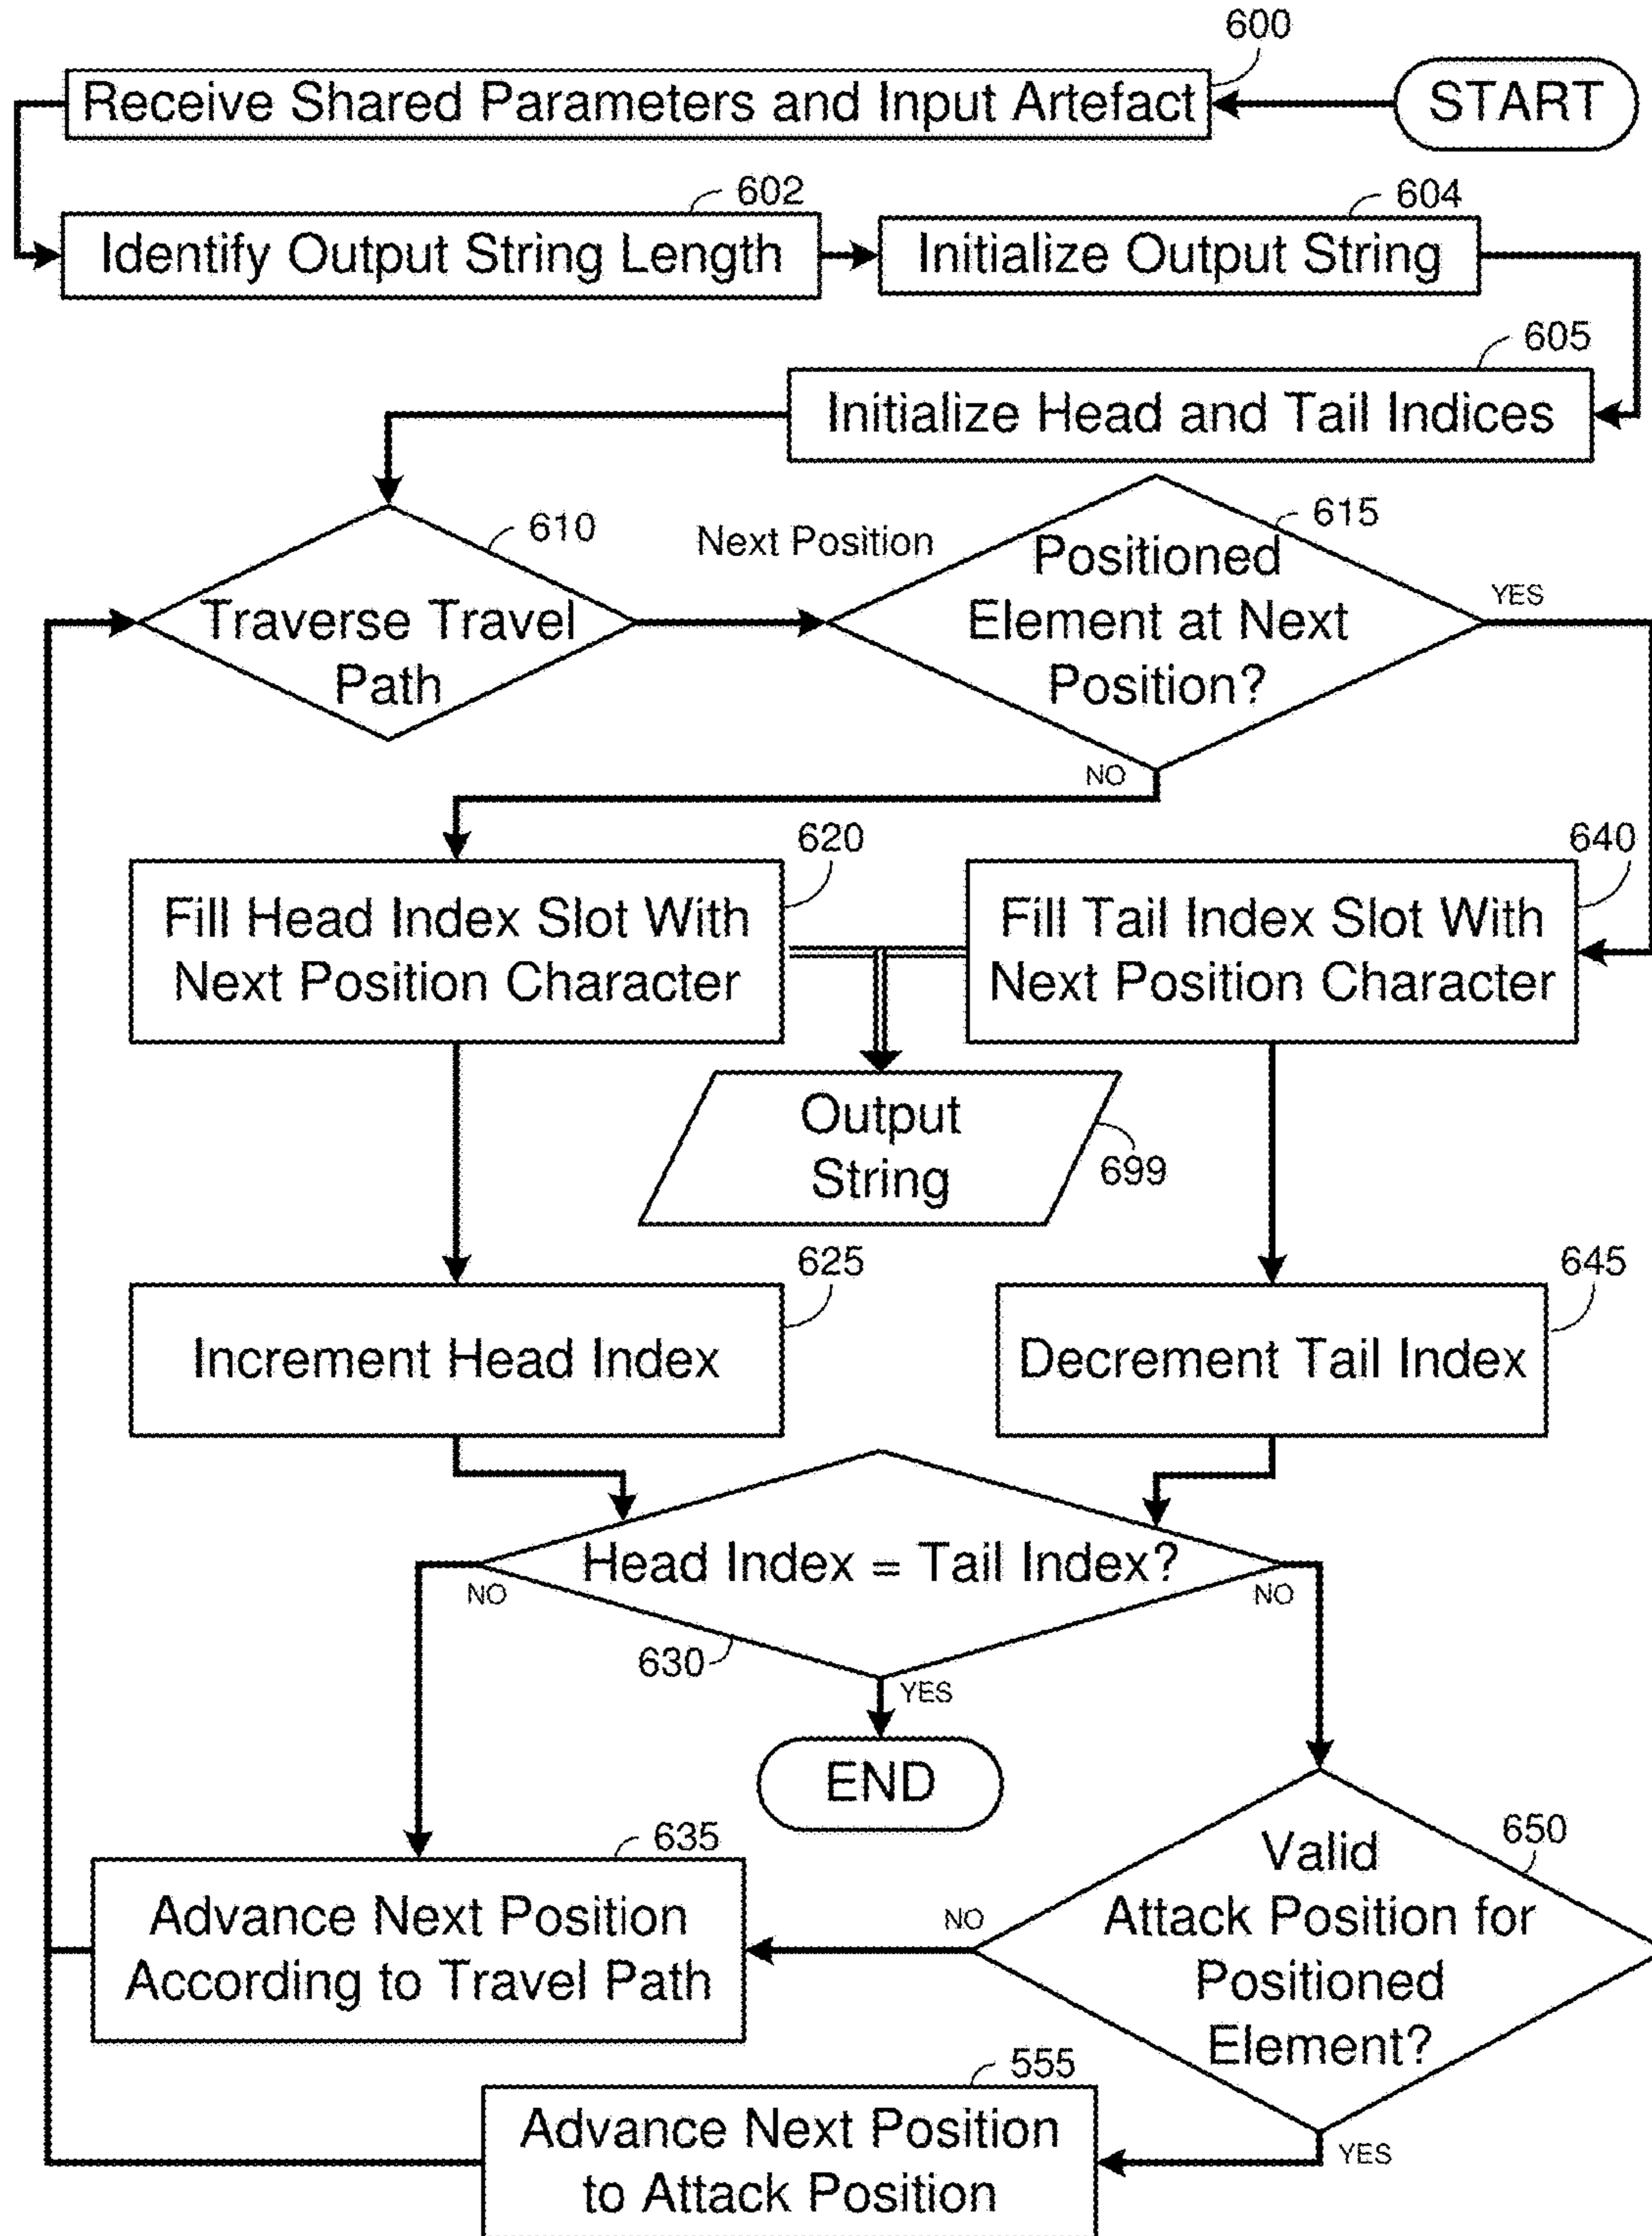 600
Receive Shared Parameters and Input Artefact
START
602
604
Identify Output String Length
Initialize Output String
605
Initialize Head and Tail Indices
610
Next Position
615
Traverse Travel
Path
Positioned
Element at Next
Position?
YES
NO
620
640
Fill Head Index Slot With
Next Position Character
Fill Tail Index Slot With
Next Position Character
Output
String
699
625
645
Increment Head Index
Decrement Tail Index
Head Index = Tail Index?
NO
NO
630
YES
END
635
650
Advance Next Position
According to Travel Path
NO
Valid
Attack Position for
Positioned
Element?
555
YES
Advance Next Position
to Attack Position